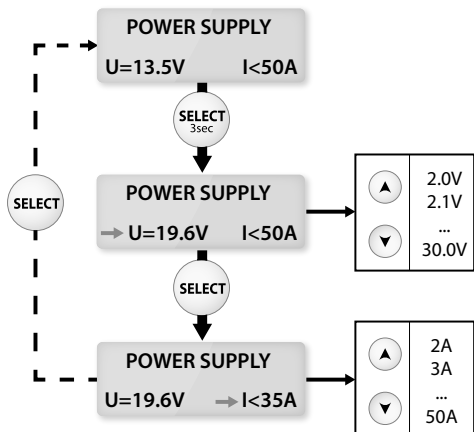 POWER SUPPLY
U=13.5V I<50A
SELECT
3sec
POWER SUPPLY
U=19.6V I<50A
2.0V
2.1V
...
30.0V
SELECT
SELECT
POWER SUPPLY
U=19.6V I<35A
2A
3A
...
50A